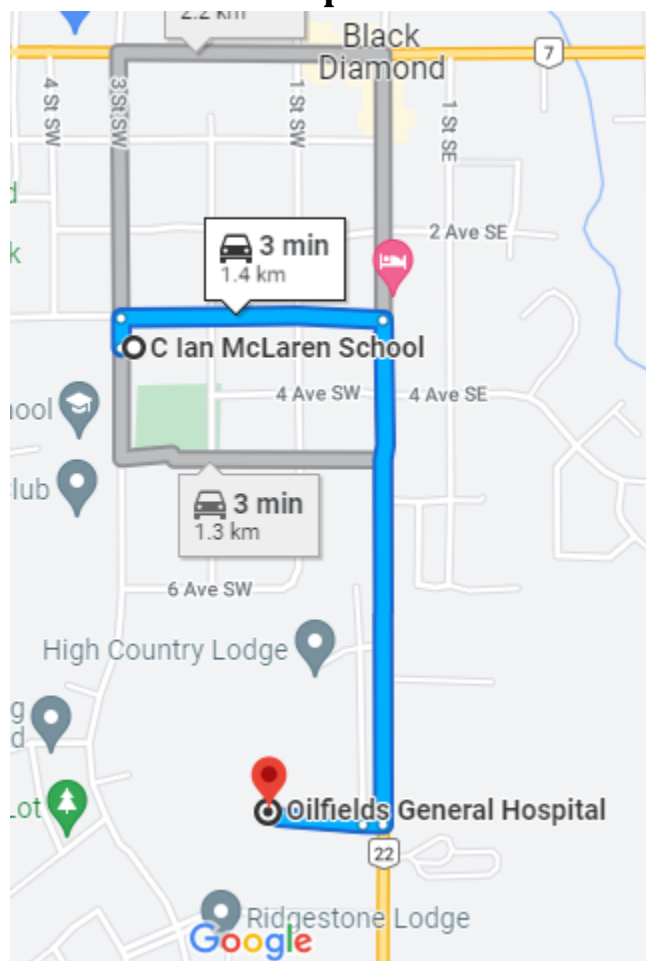 2.2 km
Black
Diamond
7
4 St SW
3 St SW
1 St SW
1 St SE
2 Ave SE
k
3 min
1.4 km
C Ian McLaren School
4 Ave SW
4 Ave SE
ool
lub
3 min
1.3 km
6 Ave SW
High Country Lodge
g
d
Lot
Oilfields General Hospital
22
Ridgestone Lodge
Google